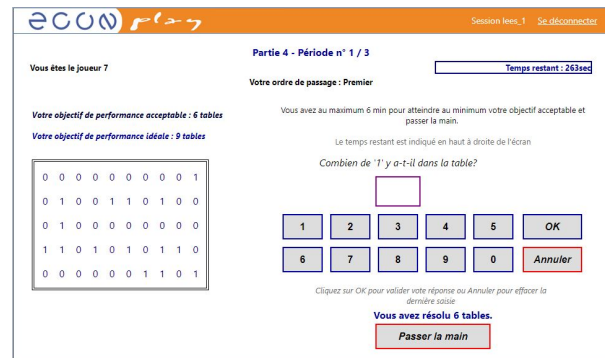 econ play
Session lees_1 Se déconnecter
Partie 4 - Période n° 1 / 3
Vous êtes le joueur 7
Temps restant : 263sec
Votre ordre de passage : Premier
Votre objectif de performance acceptable : 6 tables
Votre objectif de performance idéale : 9 tables
Vous avez au maximum 6 min pour atteindre au minimum votre objectif acceptable et
passer la main.
Le temps restant est indiqué en haut à droite de l'écran
Combien de '1' y a-t-il dans la table?
0 0 0 0 0 0 0 0 0 1
0 1 0 0 1 1 0 1 0 0
0 1 0 0 0 0 0 0 0 0
1 1 0 1 0 1 0 1 1 0
0 0 0 0 0 0 1 1 0 1
1 2 3 4 5 OK
6 7 8 9 0 Annuler
Cliquez sur OK pour valider vote réponse ou Annuler pour effacer la
dernière saisie
Vous avez résolu 6 tables.
Passer la main